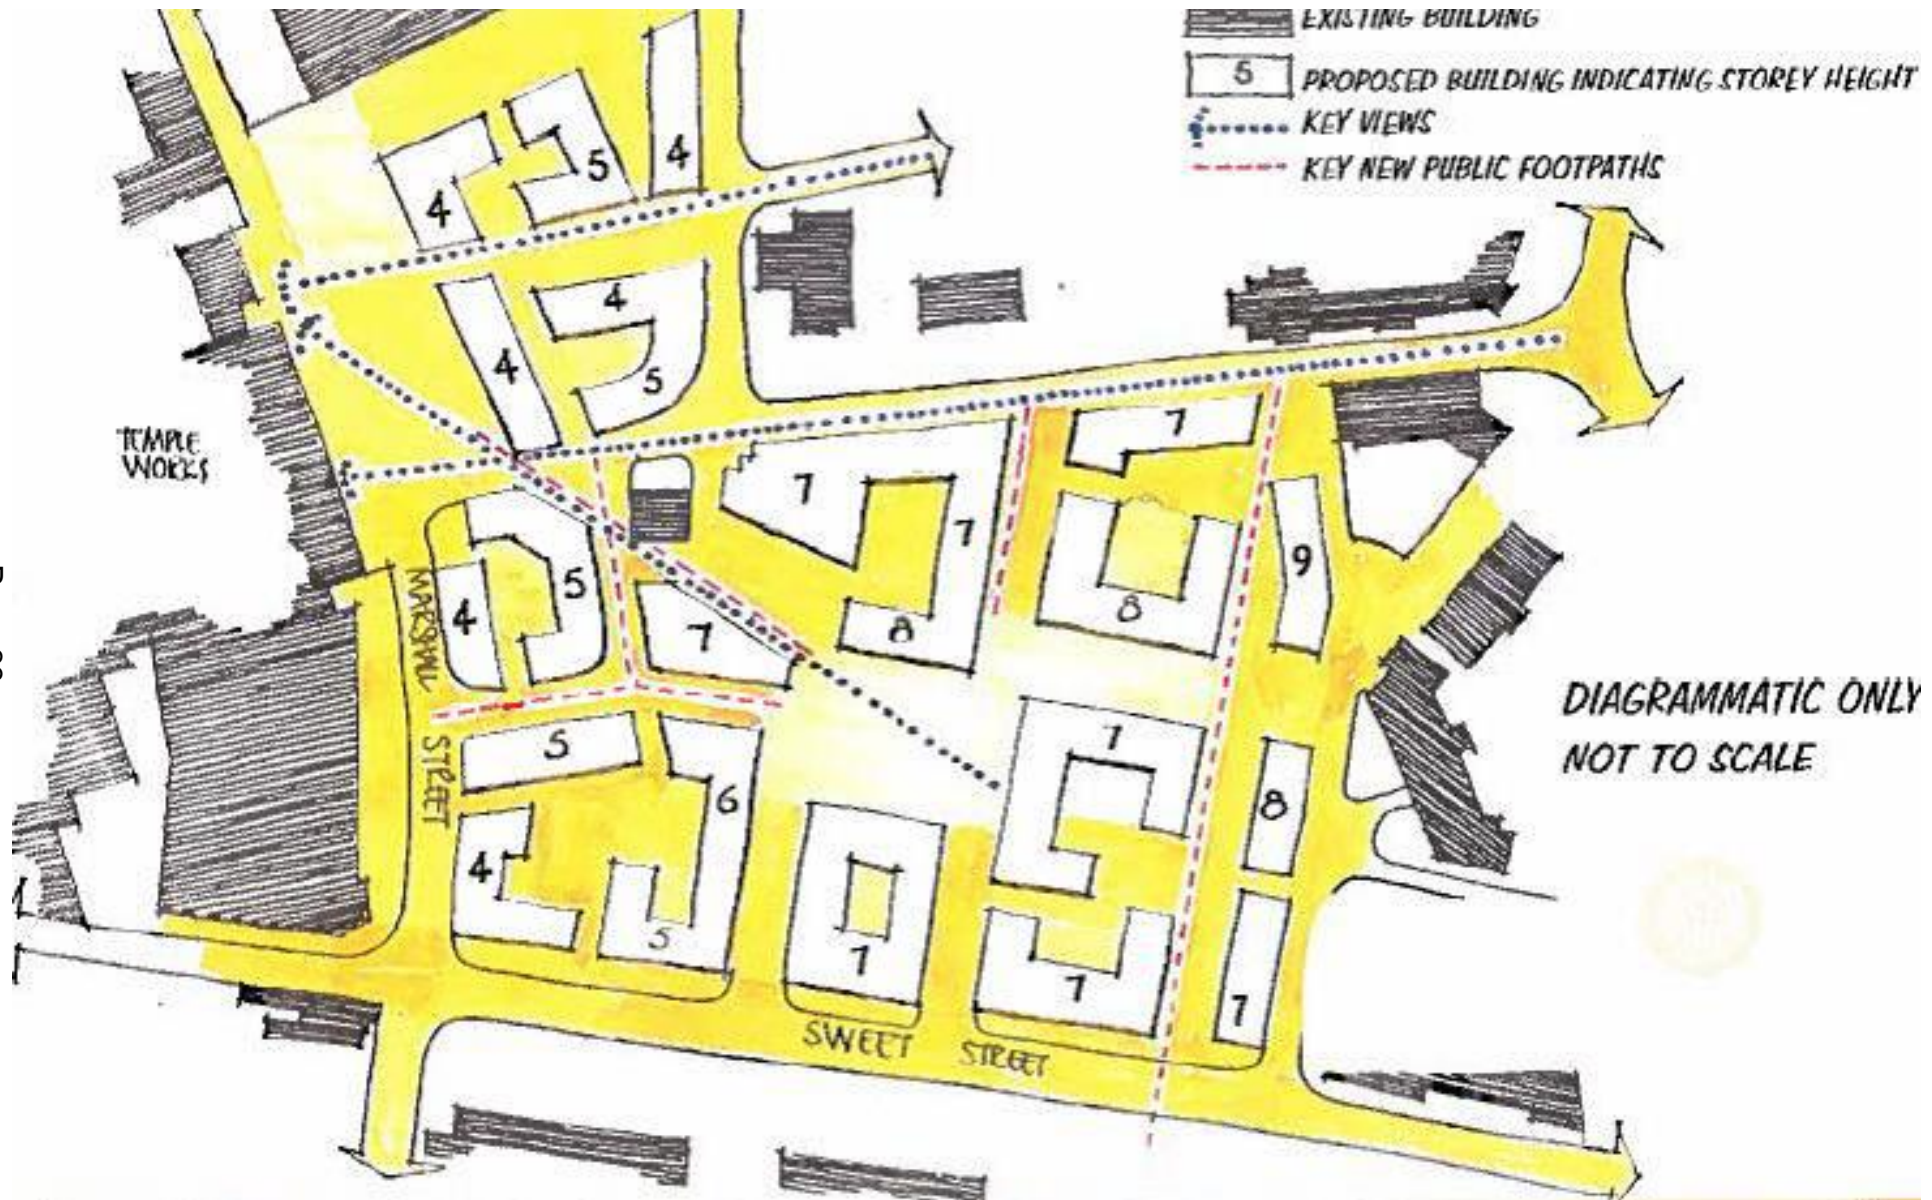 EXISTING BUILDING
5 PROPOSED BUILDING INDICATING STOREY HEIGHT
KEY VIEWS
KEY NEW PUBLIC FOOTPATHS
4
5
4
4
4
5
TEMPLE
WORKS
7
7
7
9
5
4
8
8
7
MARSHALL
STREET
DIAGRAMMATIC ONLY
NOT TO SCALE
5
7
6
8
4
5
7
7
7
SWEET STREET